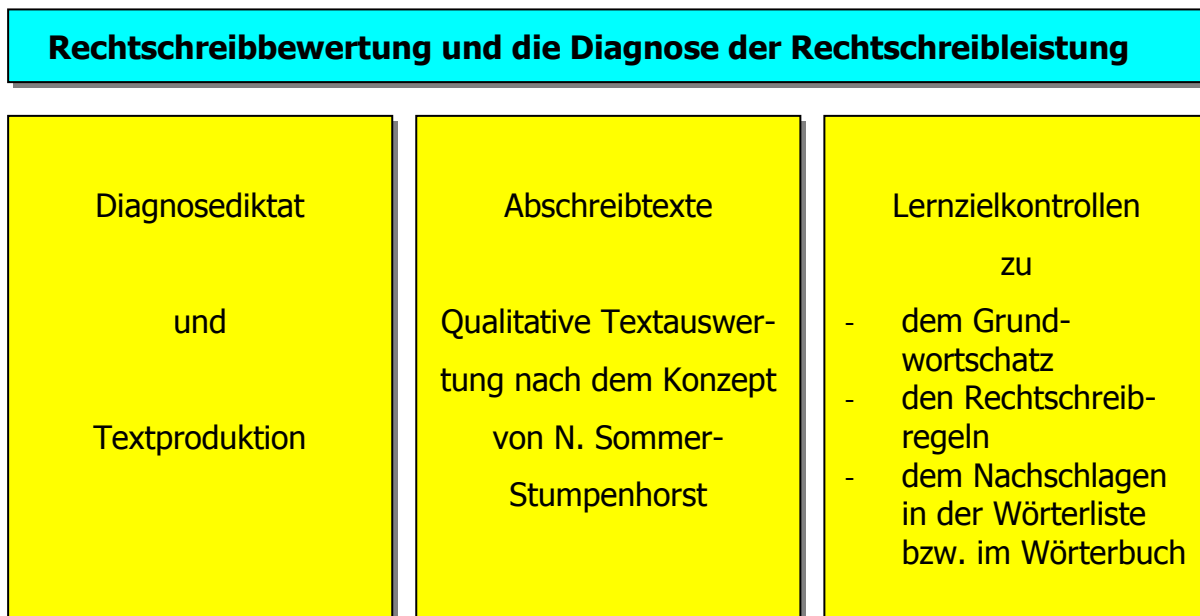 Rechtschreibbewertung und die Diagnose der Rechtschreibleistung
Diagnosediktat
und
Textproduktion
Abschreibtexte
Qualitative Textauswer-
tung nach dem Konzept
von N. Sommer-
Stumpenhorst
Lernzielkontrollen
zu
- dem Grund-
wortschatz
- den Rechtschreib-
regeln
- dem Nachschlagen
in der Wörterliste
bzw. im Wörterbuch